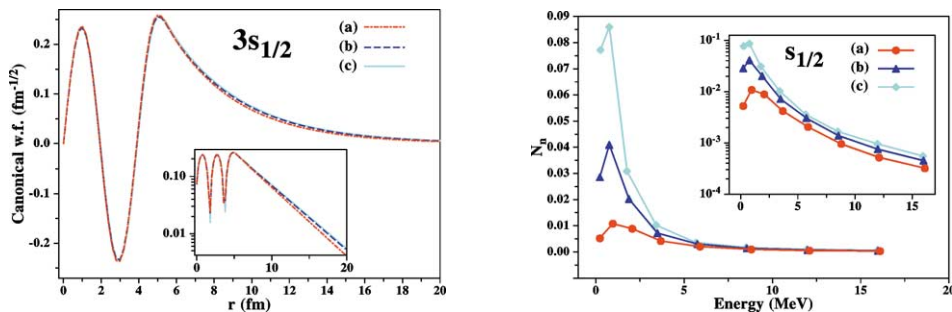 3s1/2
(a)
(b)
(c)
Canonical w.f. (fm-1/2)
0.2
0.1
0.0
-0.1
-0.2
0.10
0.01
0 10 20
0 2 4 6 8 10 12 14 16 18 20
r (fm)
s1/2
(a)
(b)
(c)
Nn
0.09
0.08
0.07
0.06
0.05
0.04
0.03
0.02
0.01
0.00
10-1
10-2
10-3
10-4
0 5 10 15
0 5 10 15 20
Energy (MeV)